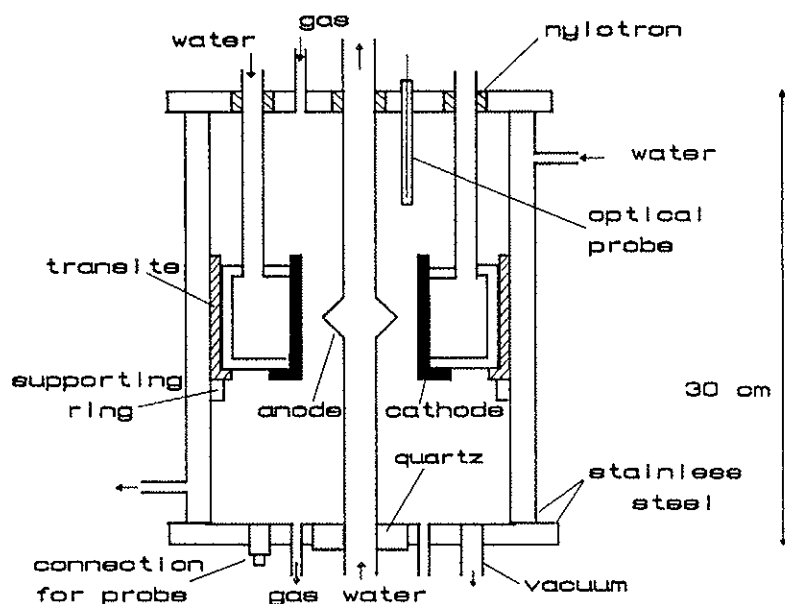 gas
water
nylotron
water
optical
probe
transite
supporting
ring
anode
cathode
30 cm
quartz
stainless
steel
connection
for probe
gas
water
vacuum